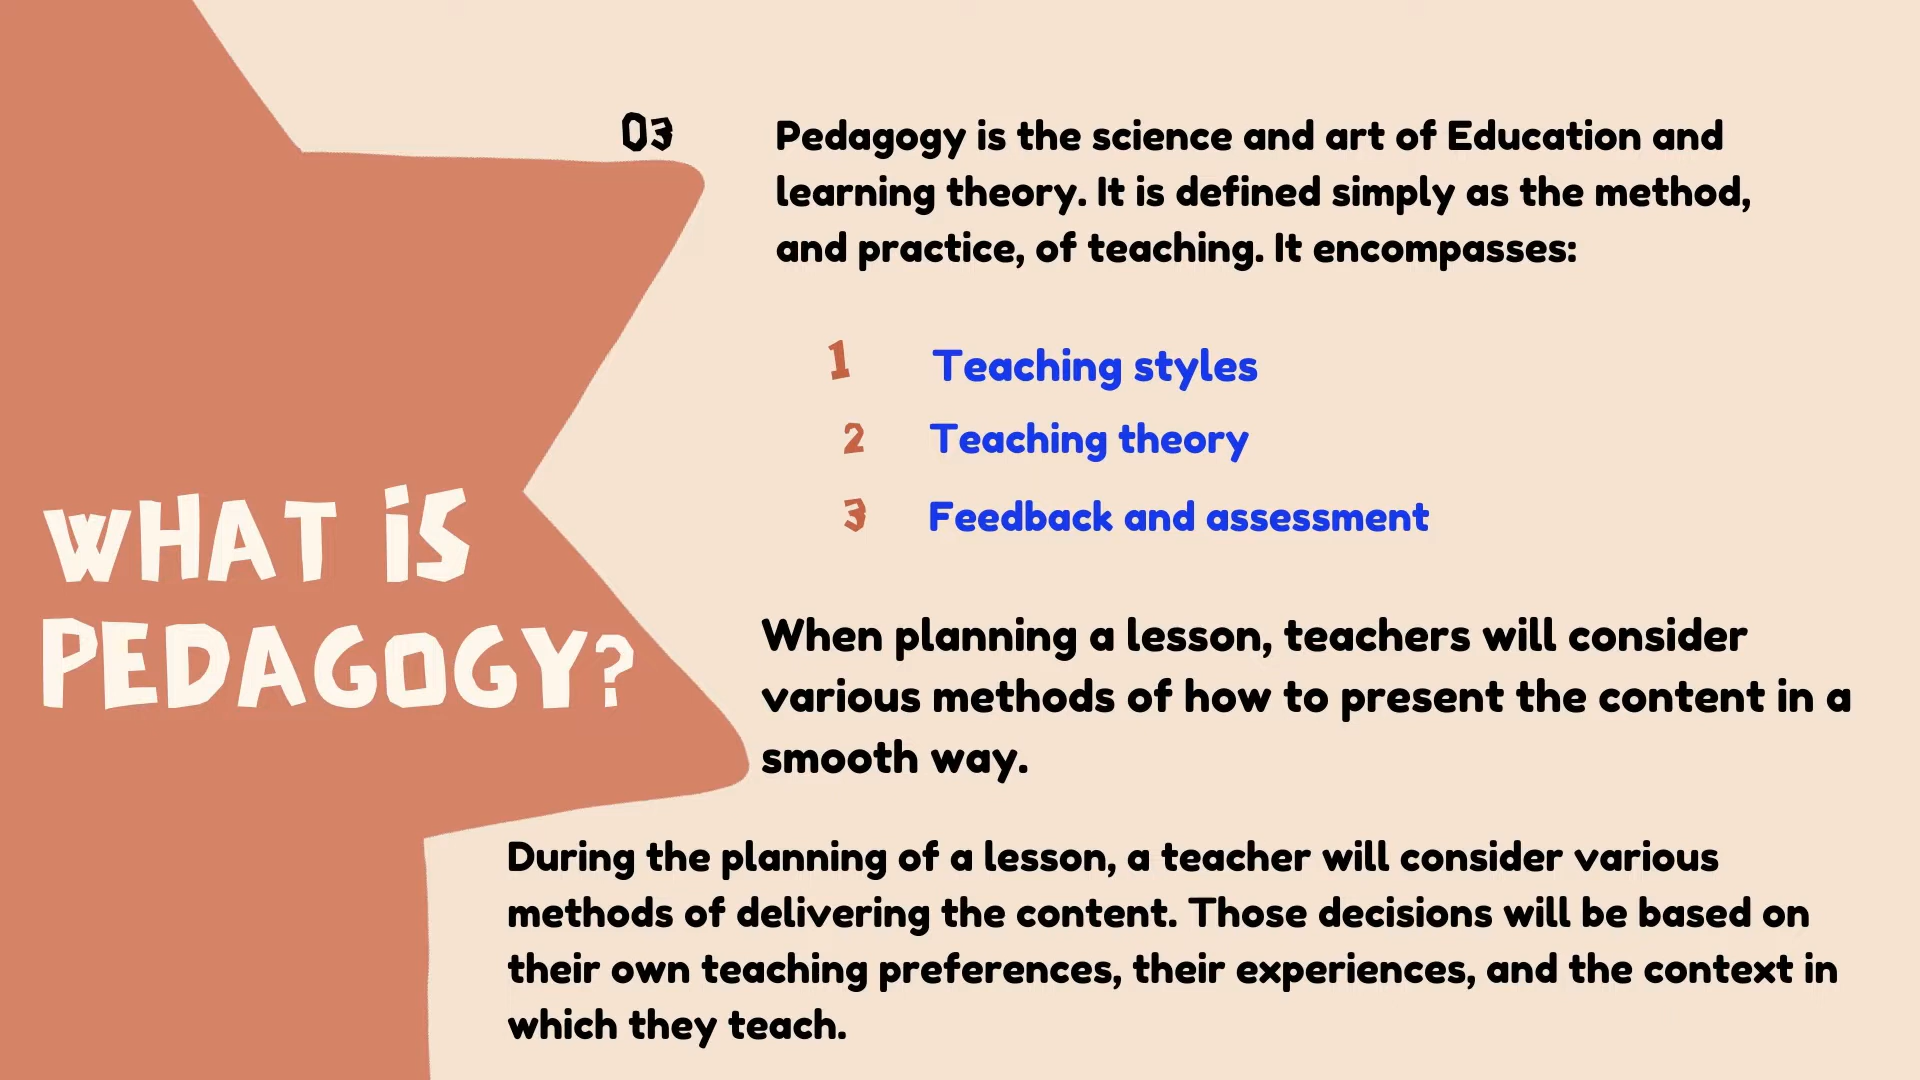 WHAT iS
PEDAGOGY?
03
Pedagogy is the science and art of Education and
learning theory. It is defined simply as the method,
and practice, of teaching. It encompasses:
1 Teaching styles
2 Teaching theory
3 Feedback and assessment
When planning a lesson, teachers will consider
various methods of how to present the content in a
smooth way.
During the planning of a lesson, a teacher will consider various
methods of delivering the content. Those decisions will be based on
their own teaching preferences, their experiences, and the context in
which they teach.